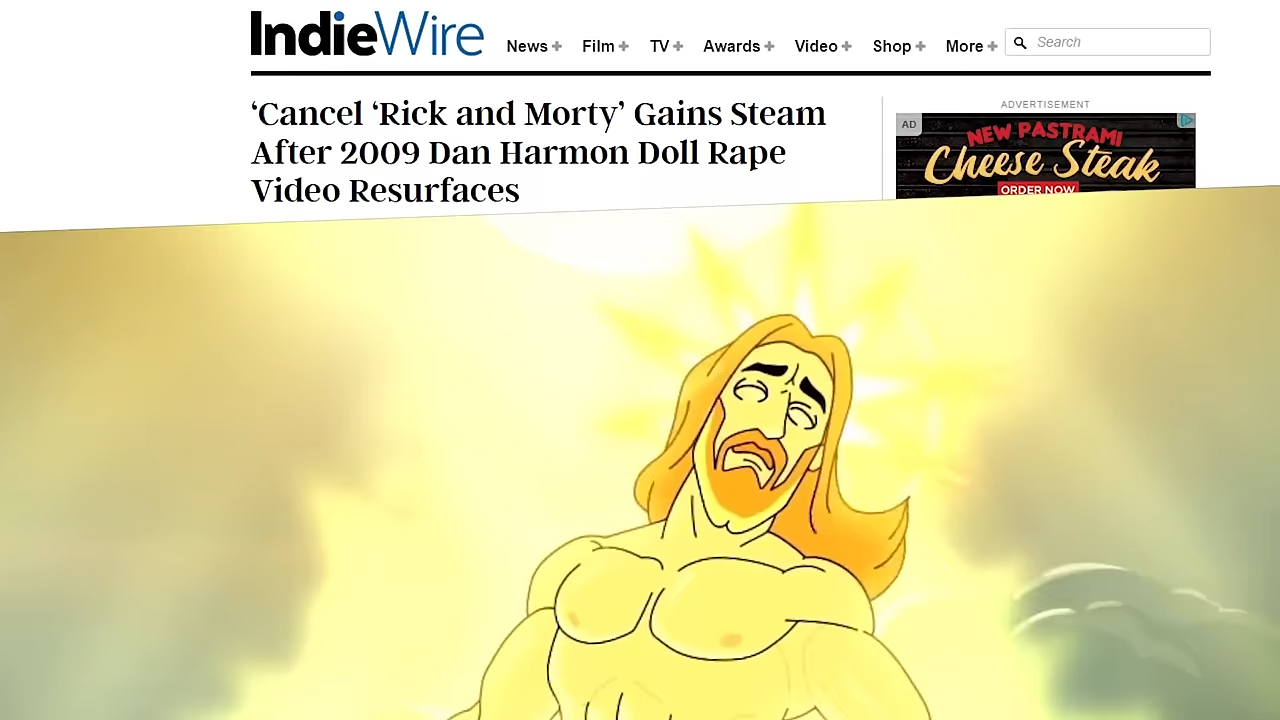 IndieWire
News + Film + TV + Awards + Video + Shop + More + Search
‘Cancel ‘Rick and Morty’ Gains Steam
After 2009 Dan Harmon Doll Rape
Video Resurfaces
ADVERTISEMENT
AD
NEW PASTRAMI
Cheese Steak
ORDER NOW